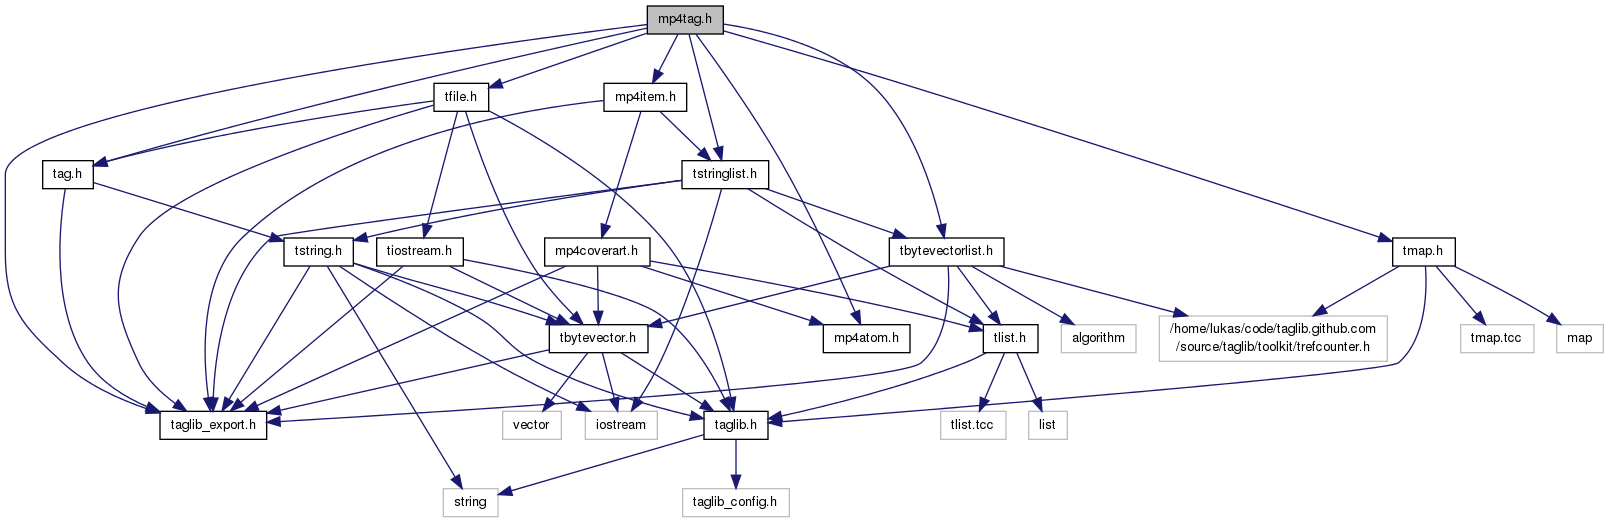 mp4tag.h
tfile.h
mp4item.h
tag.h
tstringlist.h
tstring.h
tiostream.h
mp4coverart.h
tbytevectorlist.h
tmap.h
tbytevector.h
mp4atom.h
tlist.h
algorithm
/home/lukas/code/taglib.github.com
/source/taglib/toolkit/trefcounter.h
tmap.tcc
map
taglib_export.h
vector
iostream
taglib.h
tlist.tcc
list
string
taglib_config.h